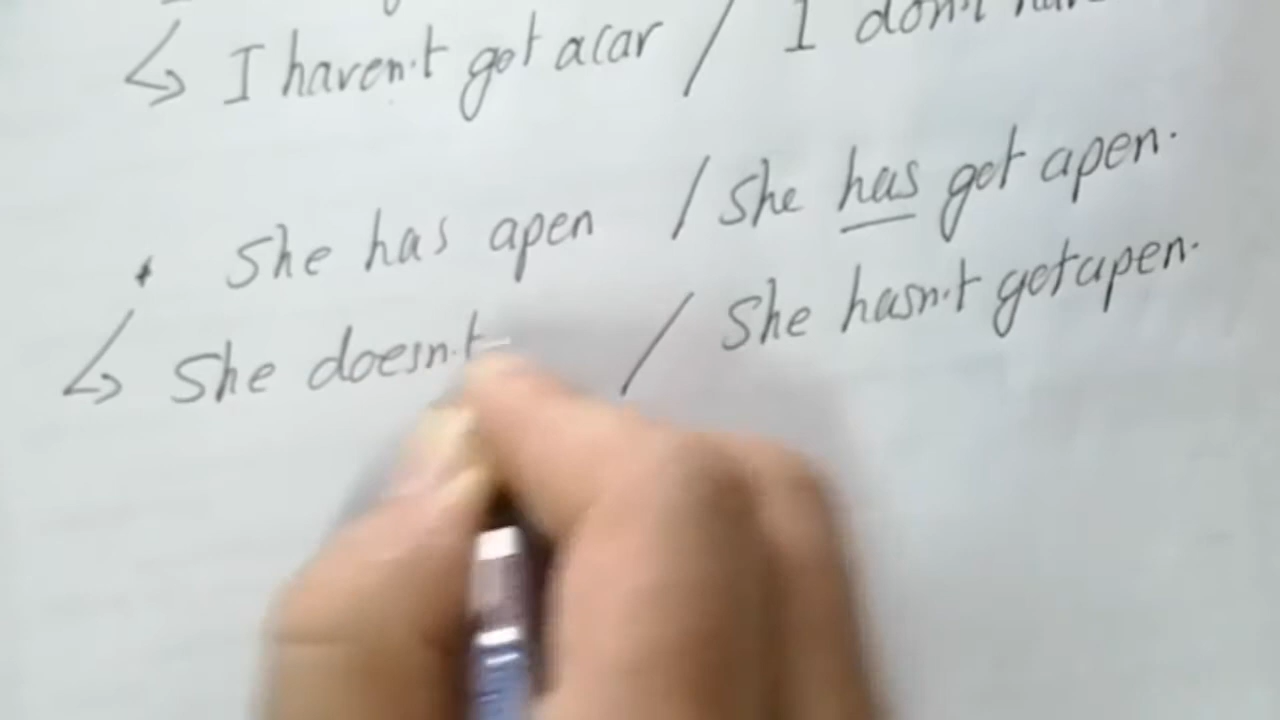 I haven't got a car / I don't
She has a pen / She has got a pen.
She doesn't / She hasn't got a pen.